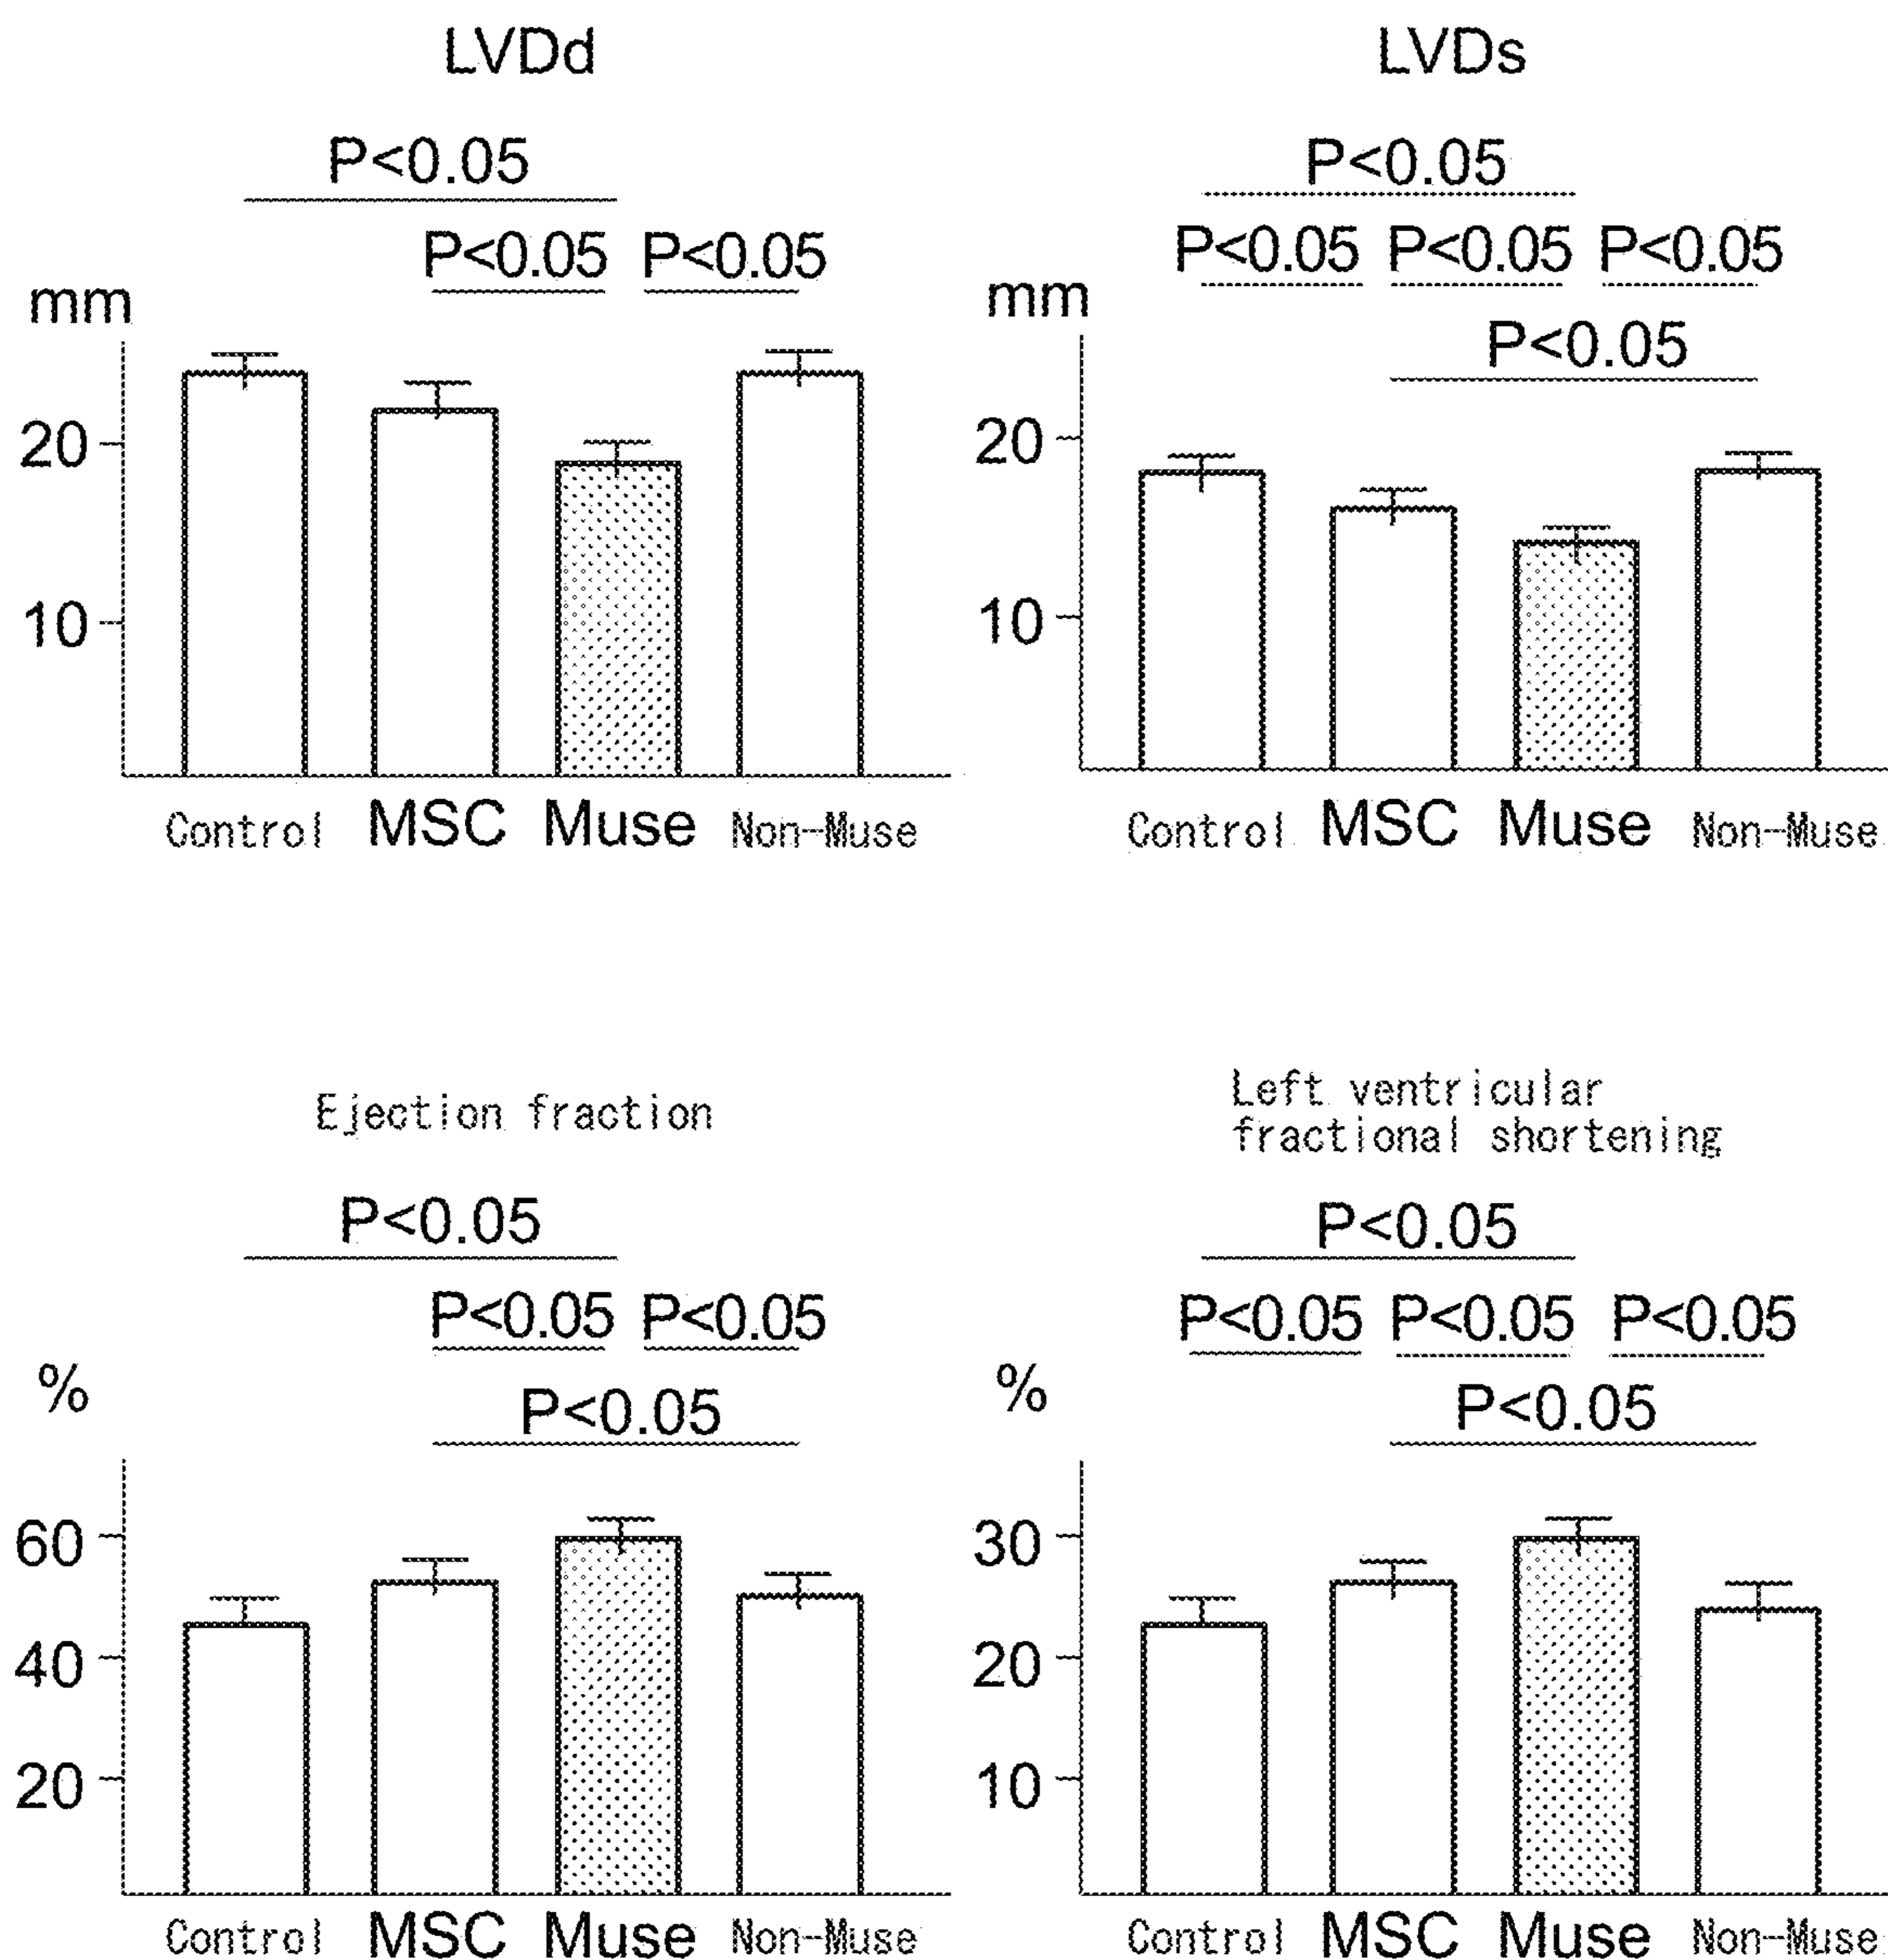 LVDd
P<0.05
P<0.05 P<0.05
mm
20
10
Control MSC Muse Non-Muse
LVDs
P<0.05
P<0.05 P<0.05 P<0.05
mm
P<0.05
20
10
Control MSC Muse Non-Muse
Ejection fraction
P<0.05
P<0.05 P<0.05
%
P<0.05
60
40
20
Control MSC Muse Non-Muse
Left ventricular
fractional shortening
P<0.05
P<0.05 P<0.05 P<0.05
%
P<0.05
30
20
10
Control MSC Muse Non-Muse